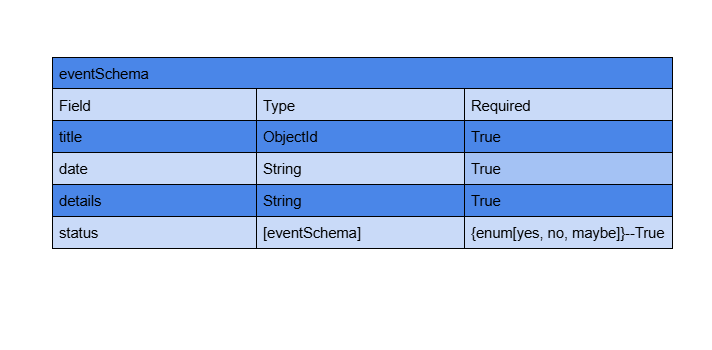 eventSchema
Field Type Required
title ObjectId True
date String True
details String True
status [eventSchema] {enum[yes, no, maybe]}--True